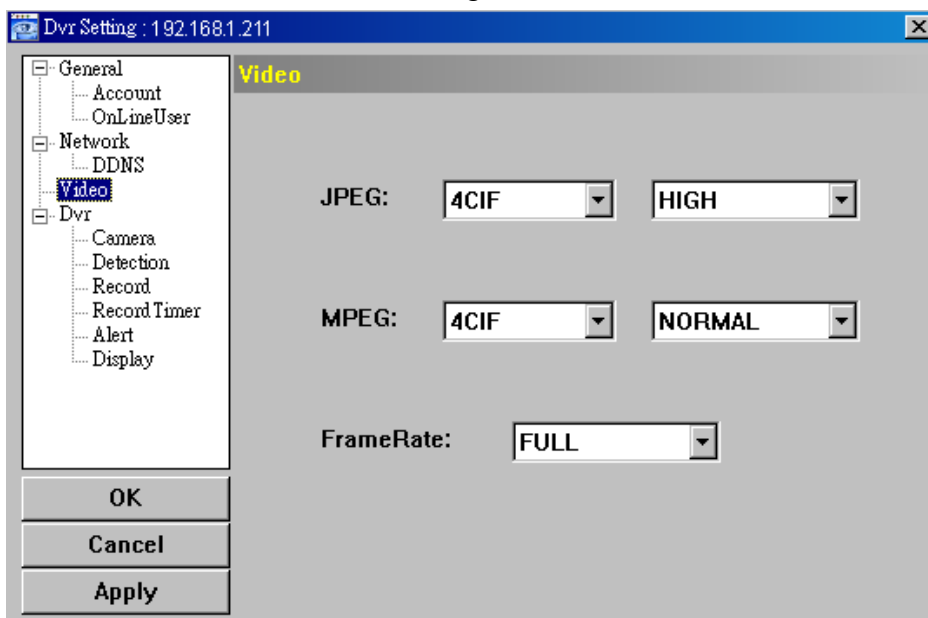 Dvr Setting : 192.168.1.211
General
Account
OnLineUser
Network
DDNS
Video
Dvr
Camera
Detection
Record
Record Timer
Alert
Display
OK
Cancel
Apply
Video
JPEG: 4CIF HIGH
MPEG: 4CIF NORMAL
FrameRate: FULL